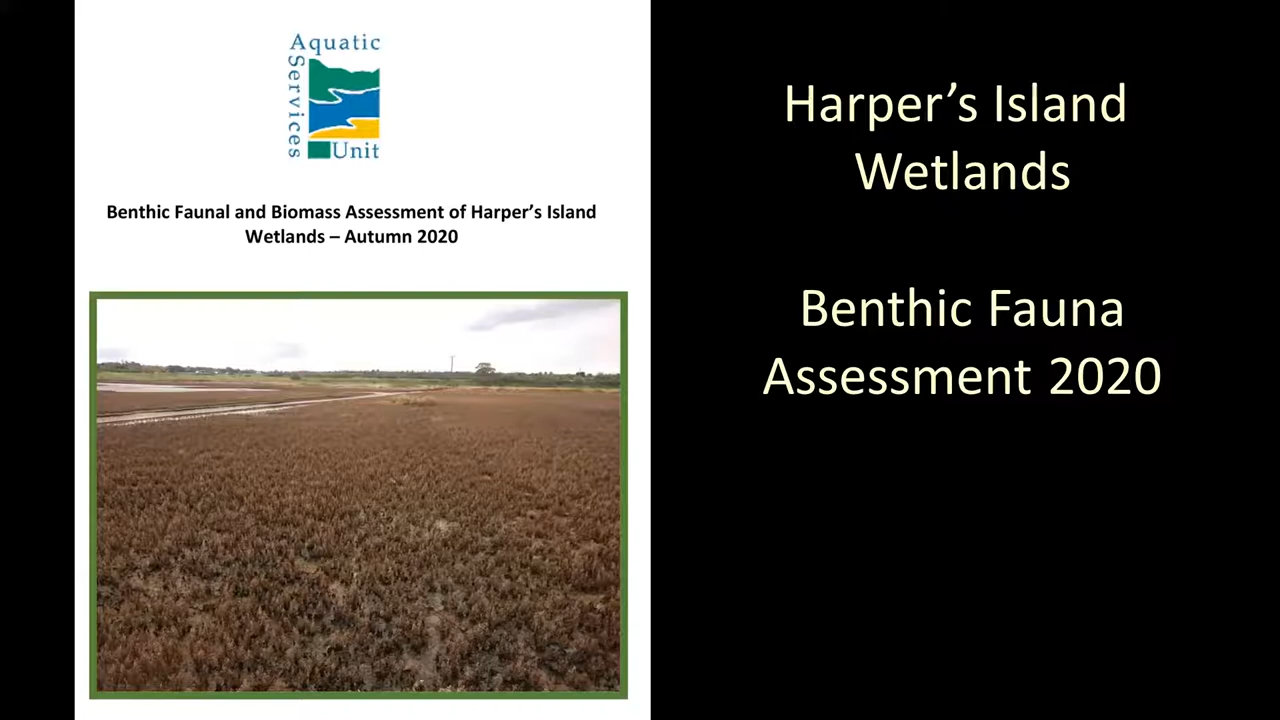 Aquatic
Services
Unit
Benthic Faunal and Biomass Assessment of Harper’s Island
Wetlands – Autumn 2020
Harper’s Island
Wetlands
Benthic Fauna
Assessment 2020